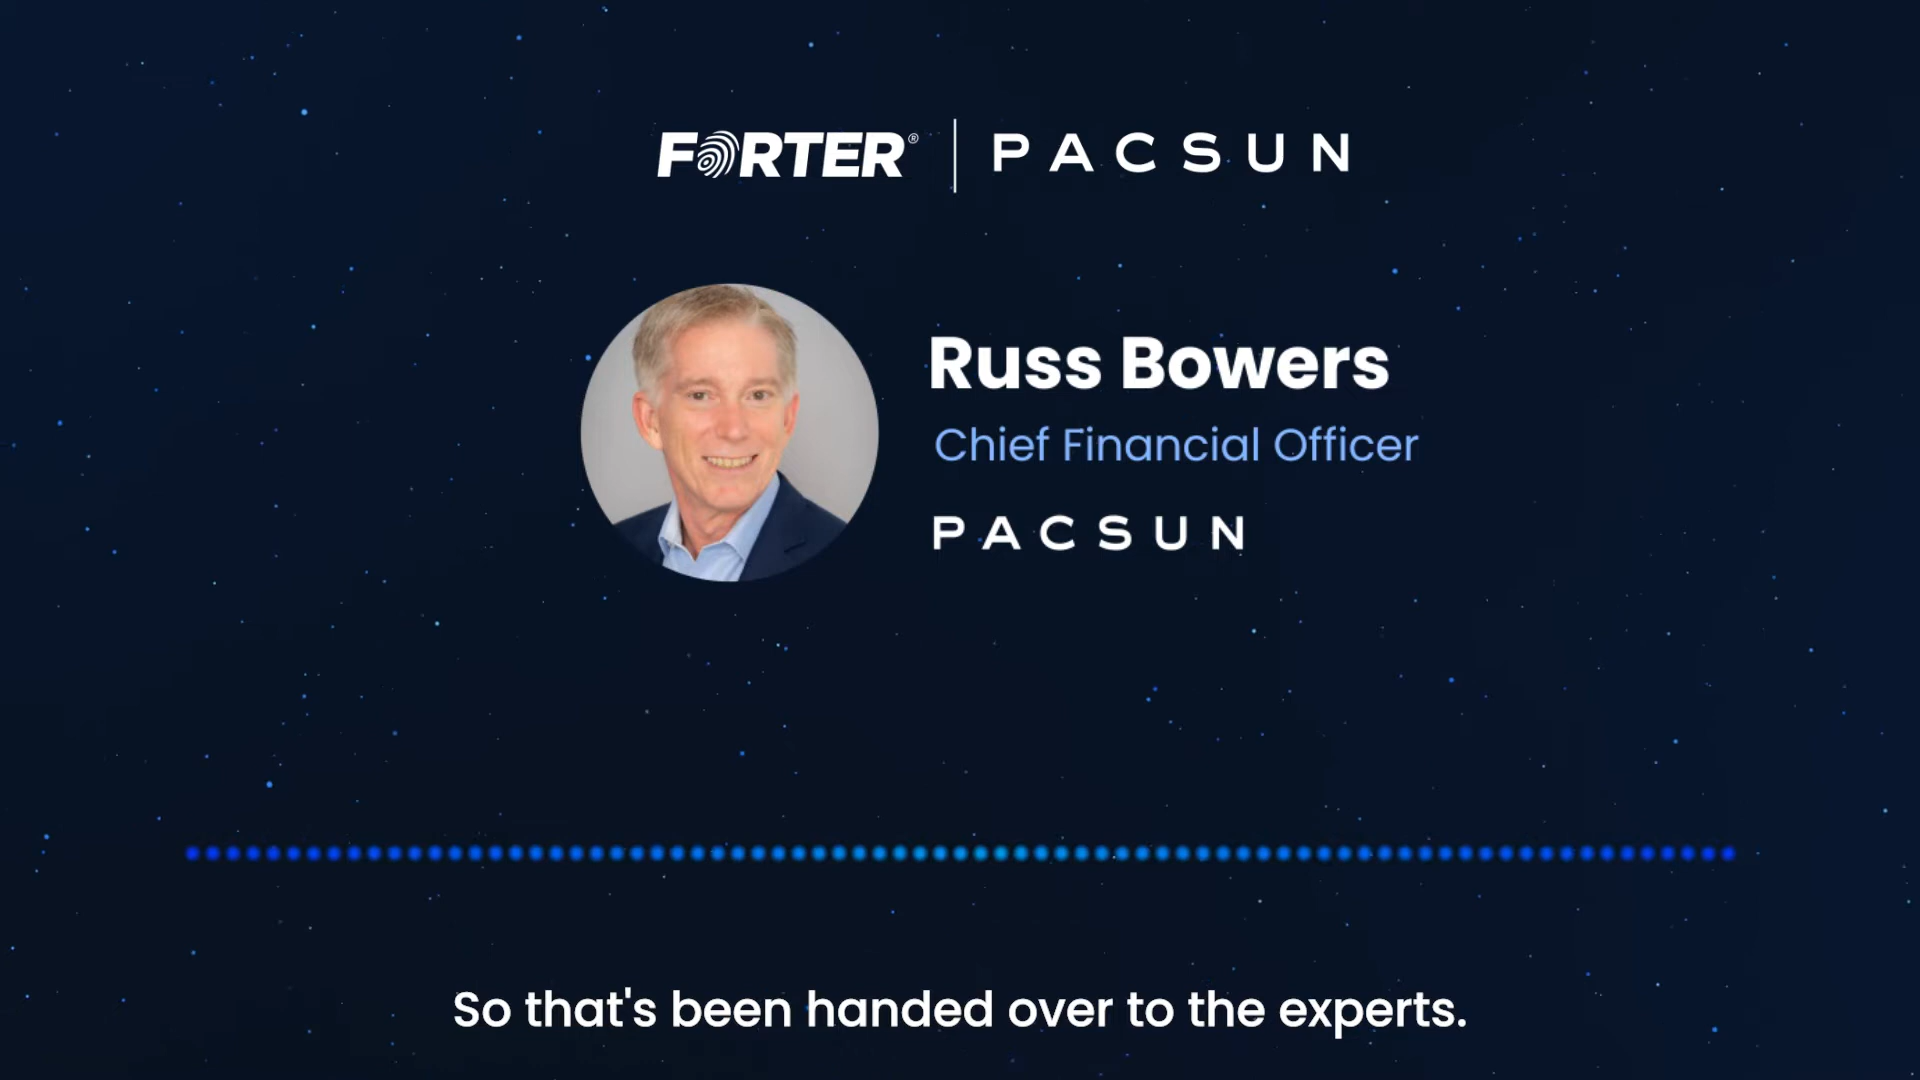 FORTER® | PACSUN
Russ Bowers
Chief Financial Officer
PACSUN
So that's been handed over to the experts.